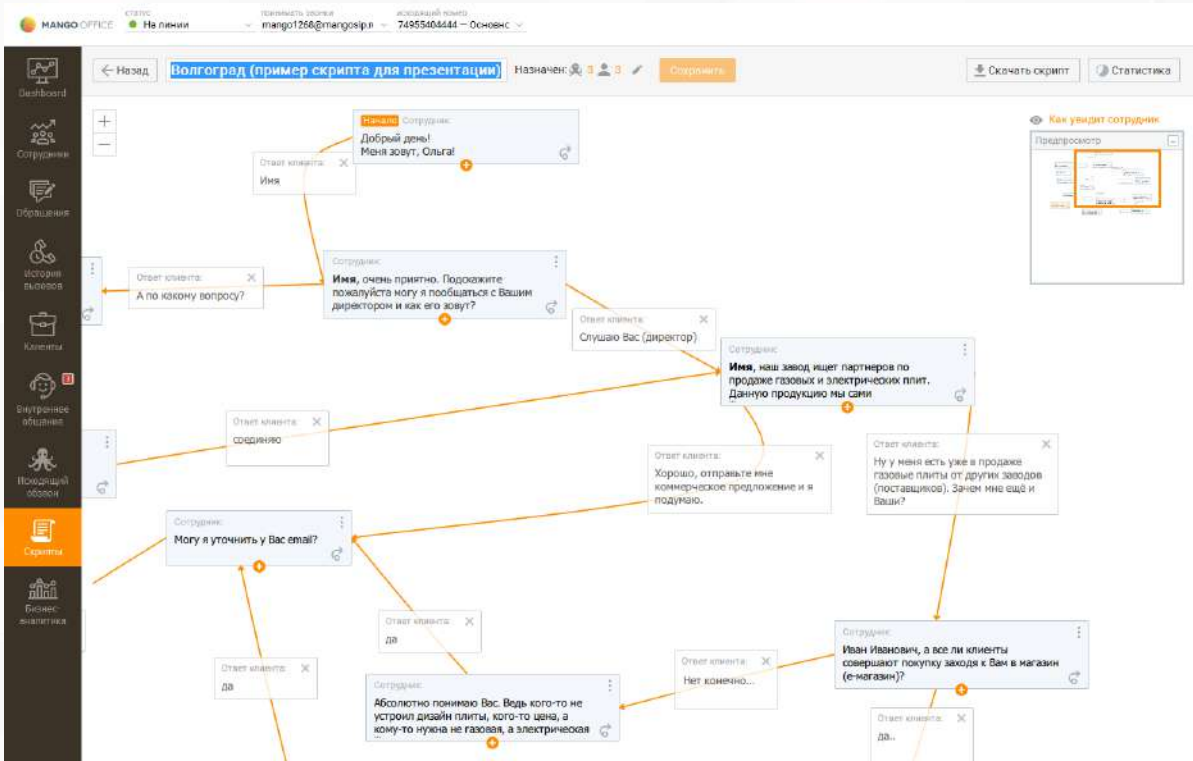 MANGO OFFICE
статус
На линии
принимать звонки
mango1268@mangosip.n
исходящий номер
74955404444 — Основнс
Dashboard
Сотрудники
Обращения
История
вызовов
Клиенты
Внутреннее
общение
Исходящий
обзвон
Скрипты
Бизнес-
аналитика
Назад
Волгоград (пример скрипта для презентации)
Назначен: 3 3
Сохранить
Скачать скрипт
Статистика
+
—
Как увидит сотрудник
Предпросмотр
Начало Сотрудник:
Добрый день!
Меня зовут, Ольга!
Ответ клиента:
Имя
Сотрудник:
Имя, очень приятно. Подскажите
пожалуйста могу я пообщаться с Вашим
директором и как его зовут?
Ответ клиента:
А по какому вопросу?
Ответ клиента:
Слушаю Вас (директор)
Сотрудник:
Имя, наш завод ищет партнеров по
продаже газовых и электрических плит.
Данную продукцию мы сами
Ответ клиента:
соединяю
Ответ клиента:
Хорошо, отправьте мне
коммерческое предложение и я
подумаю.
Ответ клиента:
Ну у меня есть уже в продаже
газовые плиты от других заводов
(поставщиков). Зачем мне ещё и
Ваши?
Сотрудник:
Могу я уточнить у Вас email?
Ответ клиента:
да
Ответ клиента:
да
Сотрудник:
Абсолютно понимаю Вас. Ведь кого-то не
устроил дизайн плиты, кого-то цена, а
кому-то нужна не газовая, а электрическая
Ответ клиента:
Нет конечно...
Сотрудник:
Иван Иванович, а все ли клиенты
совершают покупку заходя к Вам в магазин
(е-магазин)?
Ответ клиента:
да..